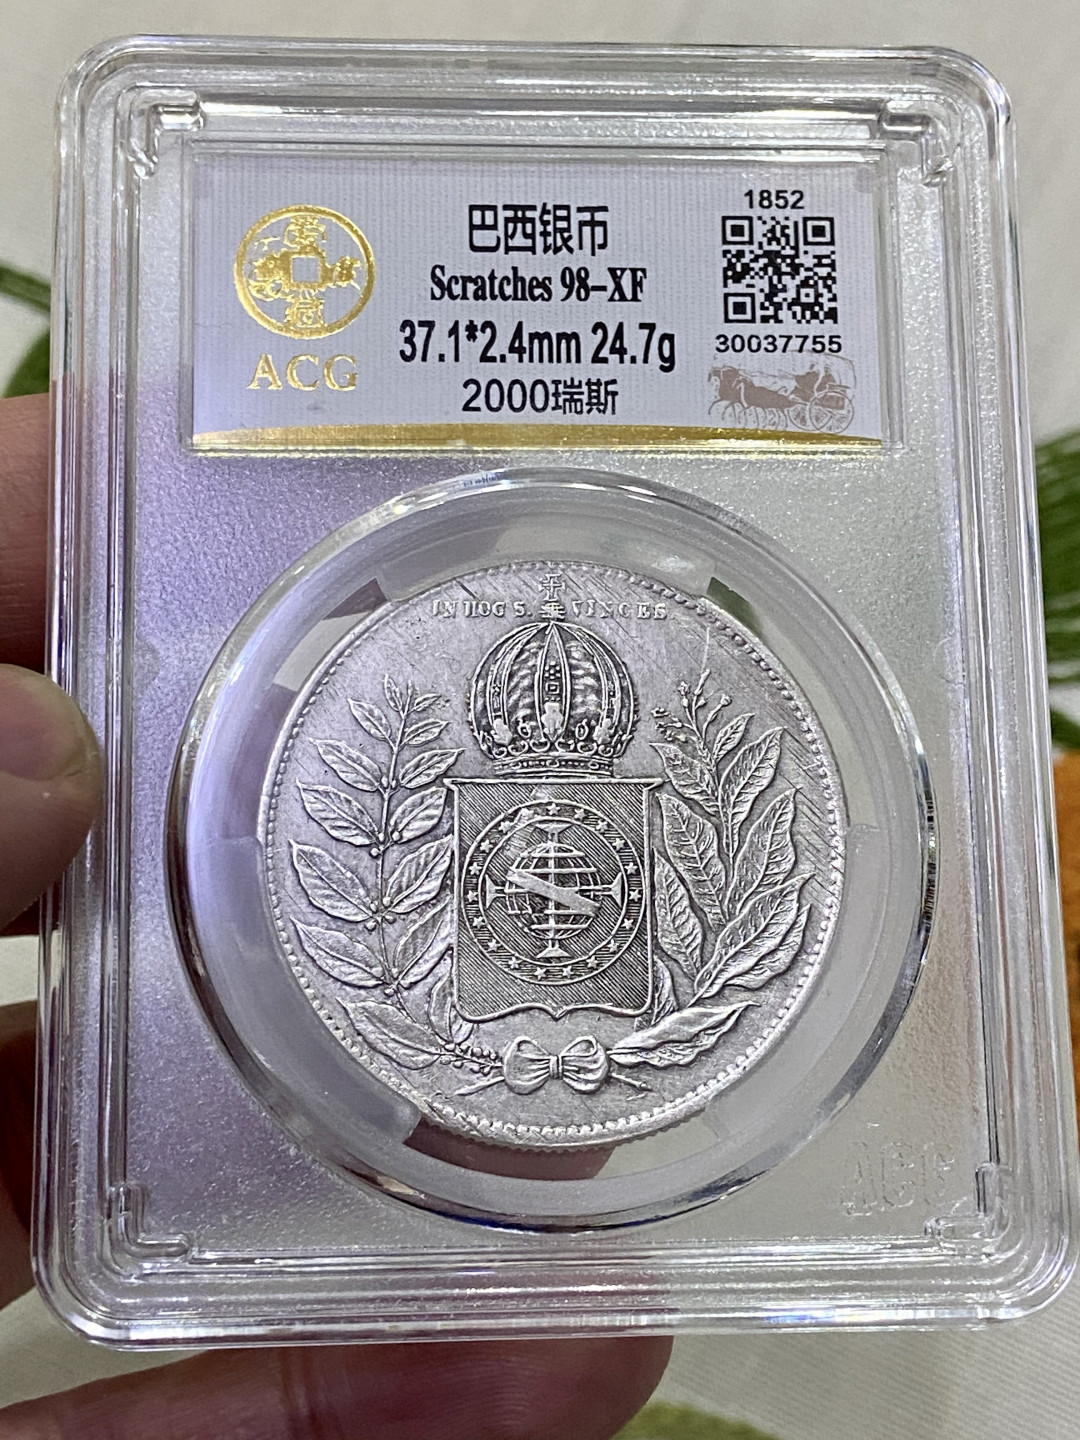 巴西银币
Scratches 98-XF
37.1*2.4mm 24.7g
2000瑞斯
1852
30037755
ACG
IN HOC S. VINCES
ACG